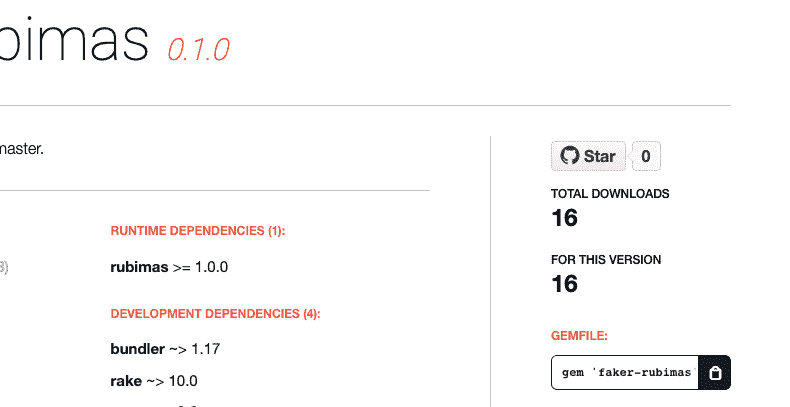 bimas 0.1.0
master.
Star 0
TOTAL DOWNLOADS
16
FOR THIS VERSION
16
RUNTIME DEPENDENCIES (1):
rubimas >= 1.0.0
DEVELOPMENT DEPENDENCIES (4):
bundler ~> 1.17
rake ~> 10.0
GEMFILE:
gem 'faker-rubimas'